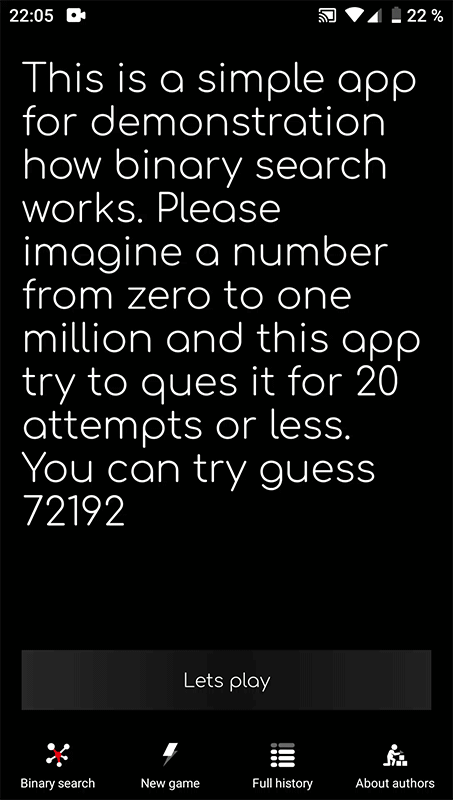 22:05 22 %
This is a simple app
for demonstration
how binary search
works. Please
imagine a number
from zero to one
million and this app
try to ques it for 20
attempts or less.
You can try guess
72192
Lets play
Binary search New game Full history About authors